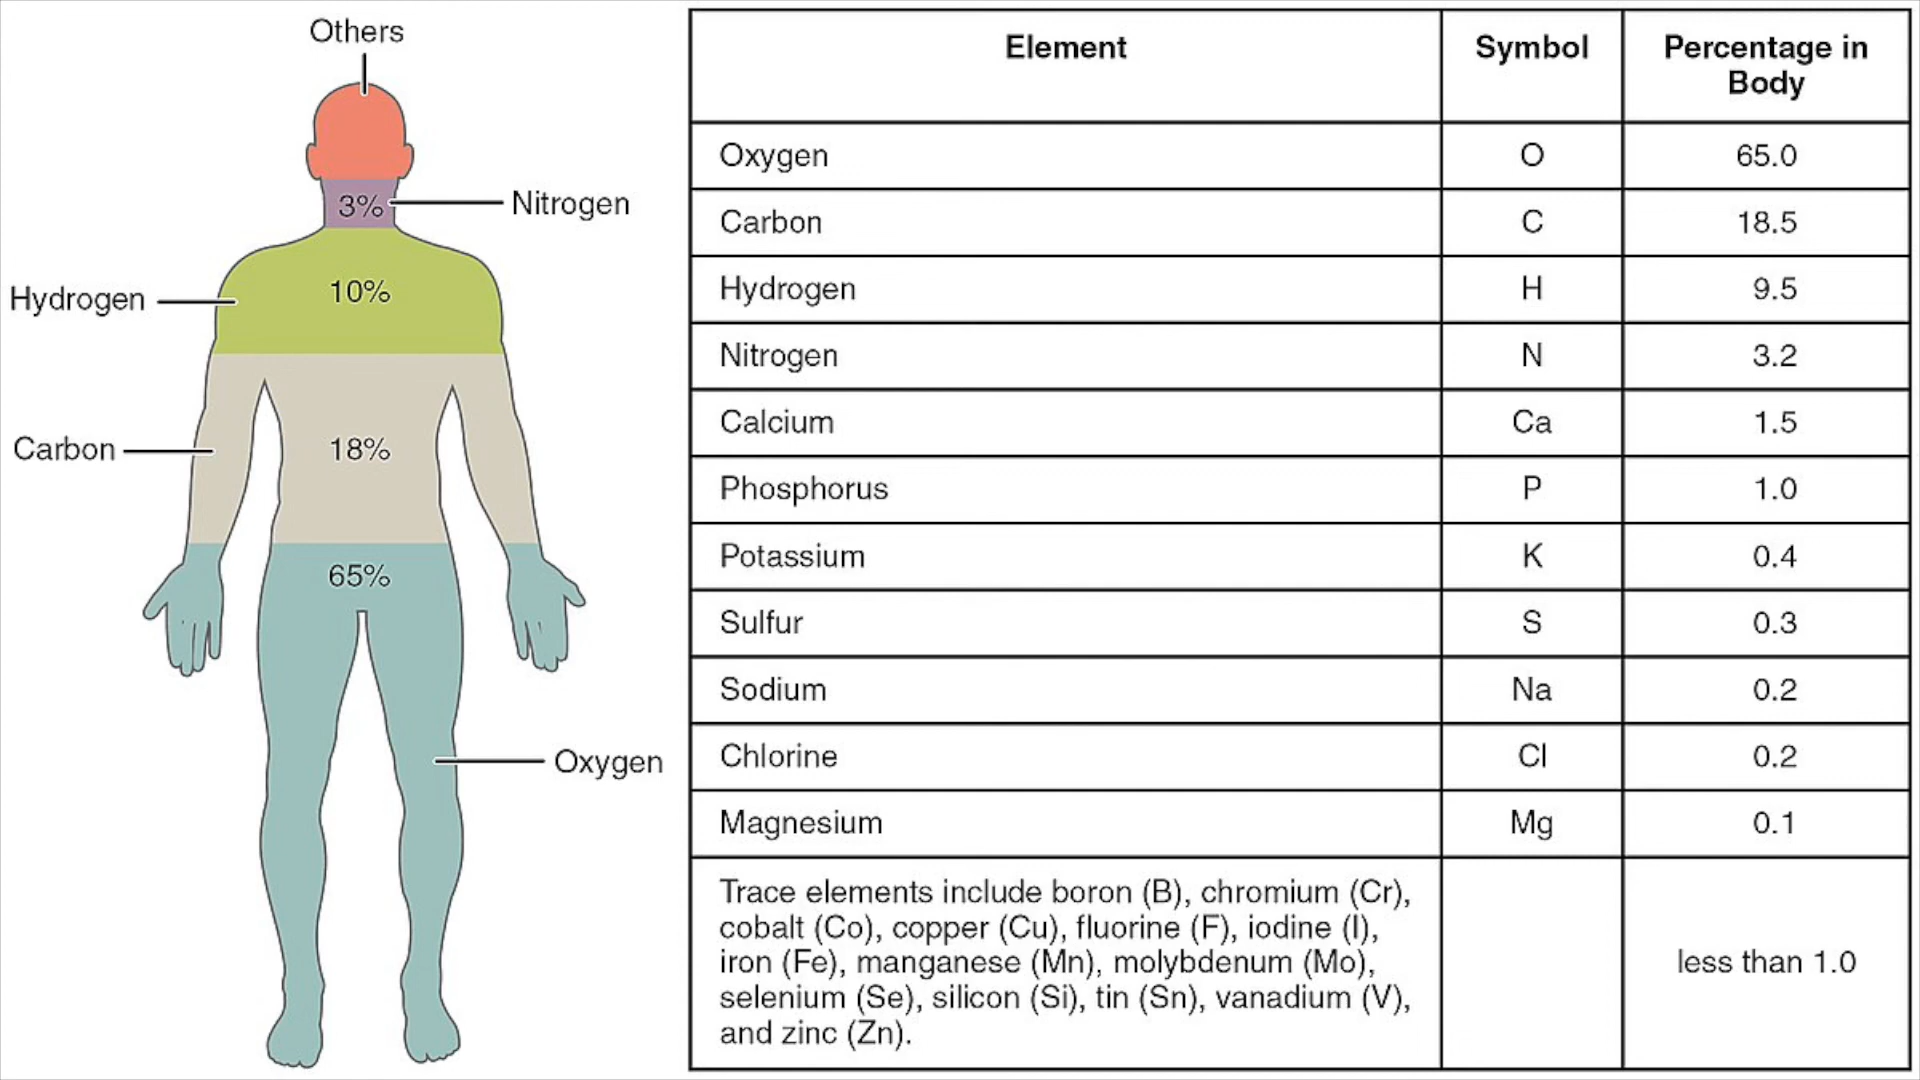 Others
3%
Nitrogen
Hydrogen
10%
Carbon
18%
65%
Oxygen
Element Symbol Percentage in
Body
Oxygen O 65.0
Carbon C 18.5
Hydrogen H 9.5
Nitrogen N 3.2
Calcium Ca 1.5
Phosphorus P 1.0
Potassium K 0.4
Sulfur S 0.3
Sodium Na 0.2
Chlorine Cl 0.2
Magnesium Mg 0.1
Trace elements include boron (B), chromium (Cr),
cobalt (Co), copper (Cu), fluorine (F), iodine (I),
iron (Fe), manganese (Mn), molybdenum (Mo),
selenium (Se), silicon (Si), tin (Sn), vanadium (V),
and zinc (Zn).
less than 1.0